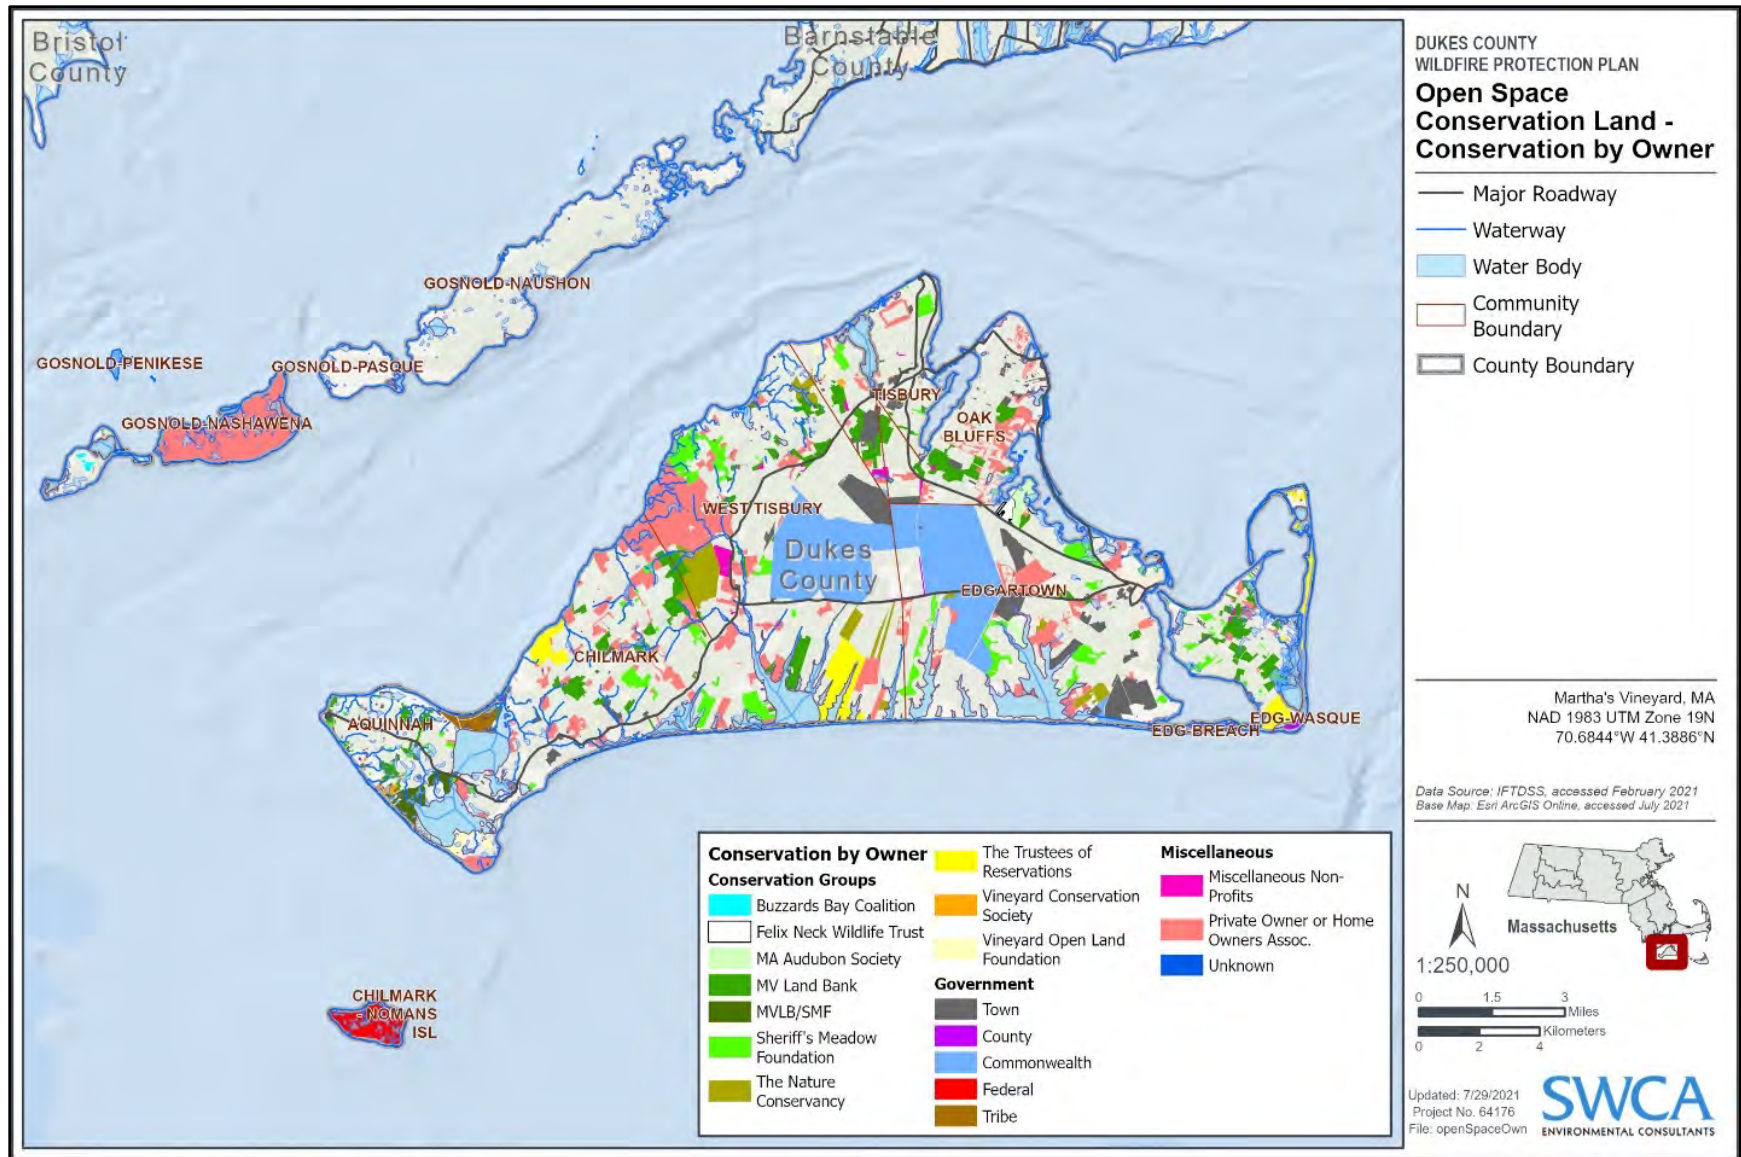 Bristol
County
Barnstable
County
GOSNOLD-NAUSHON
GOSNOLD-PENIKESE
GOSNOLD-PASQUE
GOSNOLD-NASHAWENA
TISBURY
OAK
BLUFFS
WEST TISBURY
Dukes
County
EDGARTOWN
CHILMARK
AQUINNAH
EDG-WASQUE
EDG-BREACH
CHILMARK
- NOMANS
ISL
Conservation by Owner
Conservation Groups
Buzzards Bay Coalition
Felix Neck Wildlife Trust
MA Audubon Society
MV Land Bank
MVLB/SMF
Sheriff's Meadow
Foundation
The Nature
Conservancy
The Trustees of
Reservations
Vineyard Conservation
Society
Vineyard Open Land
Foundation
Government
Town
County
Commonwealth
Federal
Tribe
Miscellaneous
Miscellaneous Non-
Profits
Private Owner or Home
Owners Assoc.
Unknown
DUKES COUNTY
WILDFIRE PROTECTION PLAN
Open Space
Conservation Land -
Conservation by Owner
Major Roadway
Waterway
Water Body
Community
Boundary
County Boundary
Martha's Vineyard, MA
NAD 1983 UTM Zone 19N
70.6844°W 41.3886°N
Data Source: IFTDSS, accessed February 2021
Base Map: Esri ArcGIS Online, accessed July 2021
N
Massachusetts
1:250,000
0 1.5 3
Miles
Kilometers
0 2 4
Updated: 7/29/2021
Project No. 64176
File: openSpaceOwn
SWCA
ENVIRONMENTAL CONSULTANTS